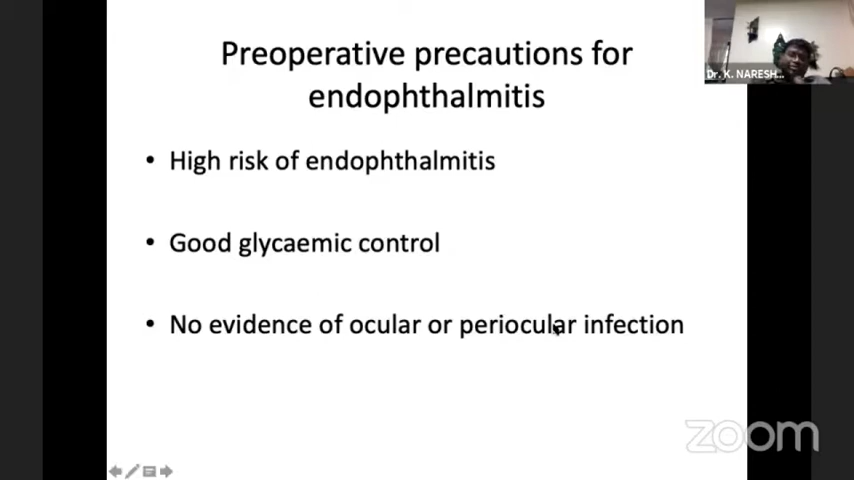 Preoperative precautions for
endophthalmitis
• High risk of endophthalmitis
• Good glycaemic control
• No evidence of ocular or periocular infection
Dr. K. NARESH...
zoom